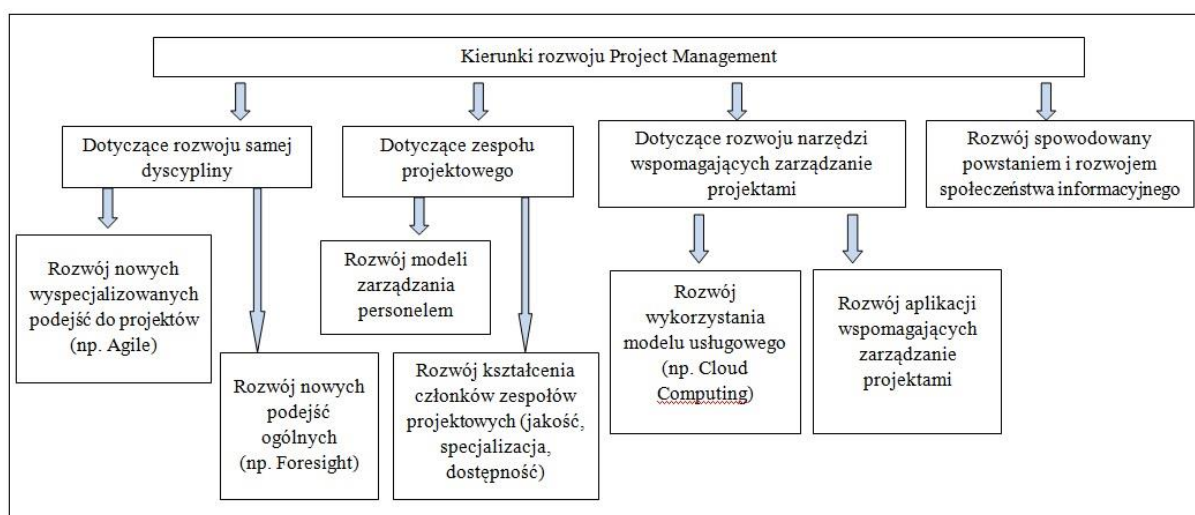 Kierunki rozwoju Project Management
Dotyczące rozwoju samej
dyscypliny
Dotyczące zespołu
projektowego
Dotyczące rozwoju narzędzi
wspomagających zarządzanie
projektami
Rozwój spowodowany
powstaniem i rozwojem
społeczeństwa informacyjnego
Rozwój nowych
wyspecjalizowanych
podejść do projektów
(np. Agile)
Rozwój nowych
podejść
ogólnych
(np. Foresight)
Rozwój modeli
zarządzania
personelem
Rozwój kształcenia
członków zespołów
projektowych (jakość,
specjalizacja,
dostępność)
Rozwój
wykorzystania
modelu usługowego
(np. Cloud
Computing)
Rozwój aplikacji
wspomagających
zarządzanie
projektami